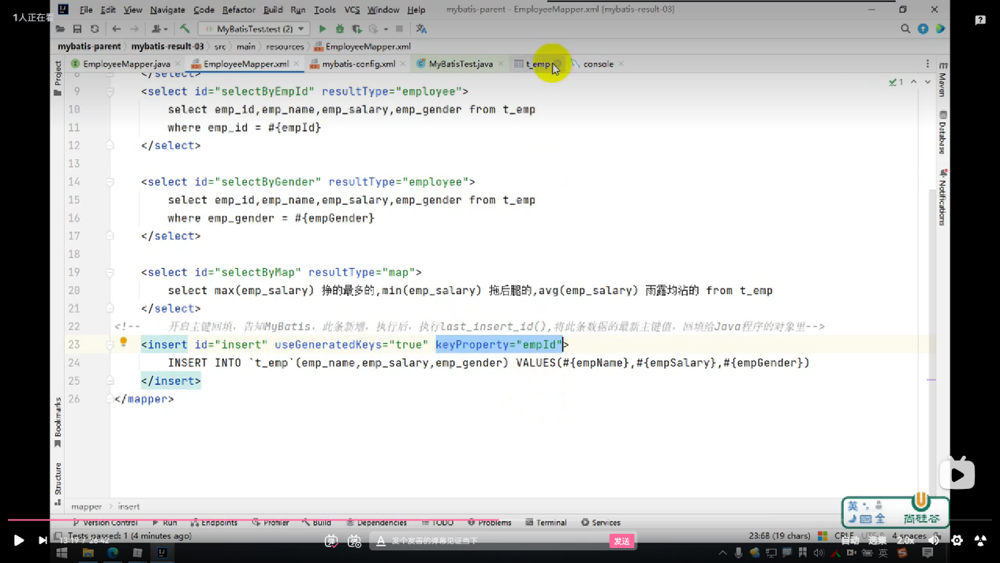 1人正在看
File Edit View Navigate Code Refactor Build Run Tools VCS Window Help mybatis-parent - EmployeeMapper.xml [mybatis-result-03]
MyBatisTest.test (2)
mybatis-parent > mybatis-result-03 > src > main > resources > EmployeeMapper.xml
EmployeeMapper.java EmployeeMapper.xml mybatis-config.xml MyBatisTest.java t_emp console
Project
Maven
Database
Notifications
Bookmarks
Structure
1
8 </select>
9 <select id="selectByEmpId" resultType="employee">
10 select emp_id,emp_name,emp_salary,emp_gender from t_emp
11 where emp_id = #{empId}
12 </select>
13
14 <select id="selectByGender" resultType="employee">
15 select emp_id,emp_name,emp_salary,emp_gender from t_emp
16 where emp_gender = #{empGender}
17 </select>
18
19 <select id="selectByMap" resultType="map">
20 select max(emp_salary) 挣的最多的,min(emp_salary) 拖后腿的,avg(emp_salary) 雨露均沾的 from t_emp
21 </select>
22 <!-- 开启主键回填，告知MyBatis，此条新增，执行后，执行last_insert_id(),将此条数据的最新主键值，回填给Java程序的对象里-->
23 <insert id="insert" useGeneratedKeys="true" keyProperty="empId">
24 INSERT INTO `t_emp`(emp_name,emp_salary,emp_gender) VALUES(#{empName},#{empSalary},#{empGender})
25 </insert>
26 </mapper>
mapper > insert
英
全
尚硅谷
Version Control Run Endpoints Profiler Build Dependencies TODO Problems Terminal Services
Tests passed: 1 (4 minutes ago)
23:68 (19 chars) CRLF UTF-8 4 spaces
发个友善的弹幕见证当下
发送
自动 选集 2.0x
英